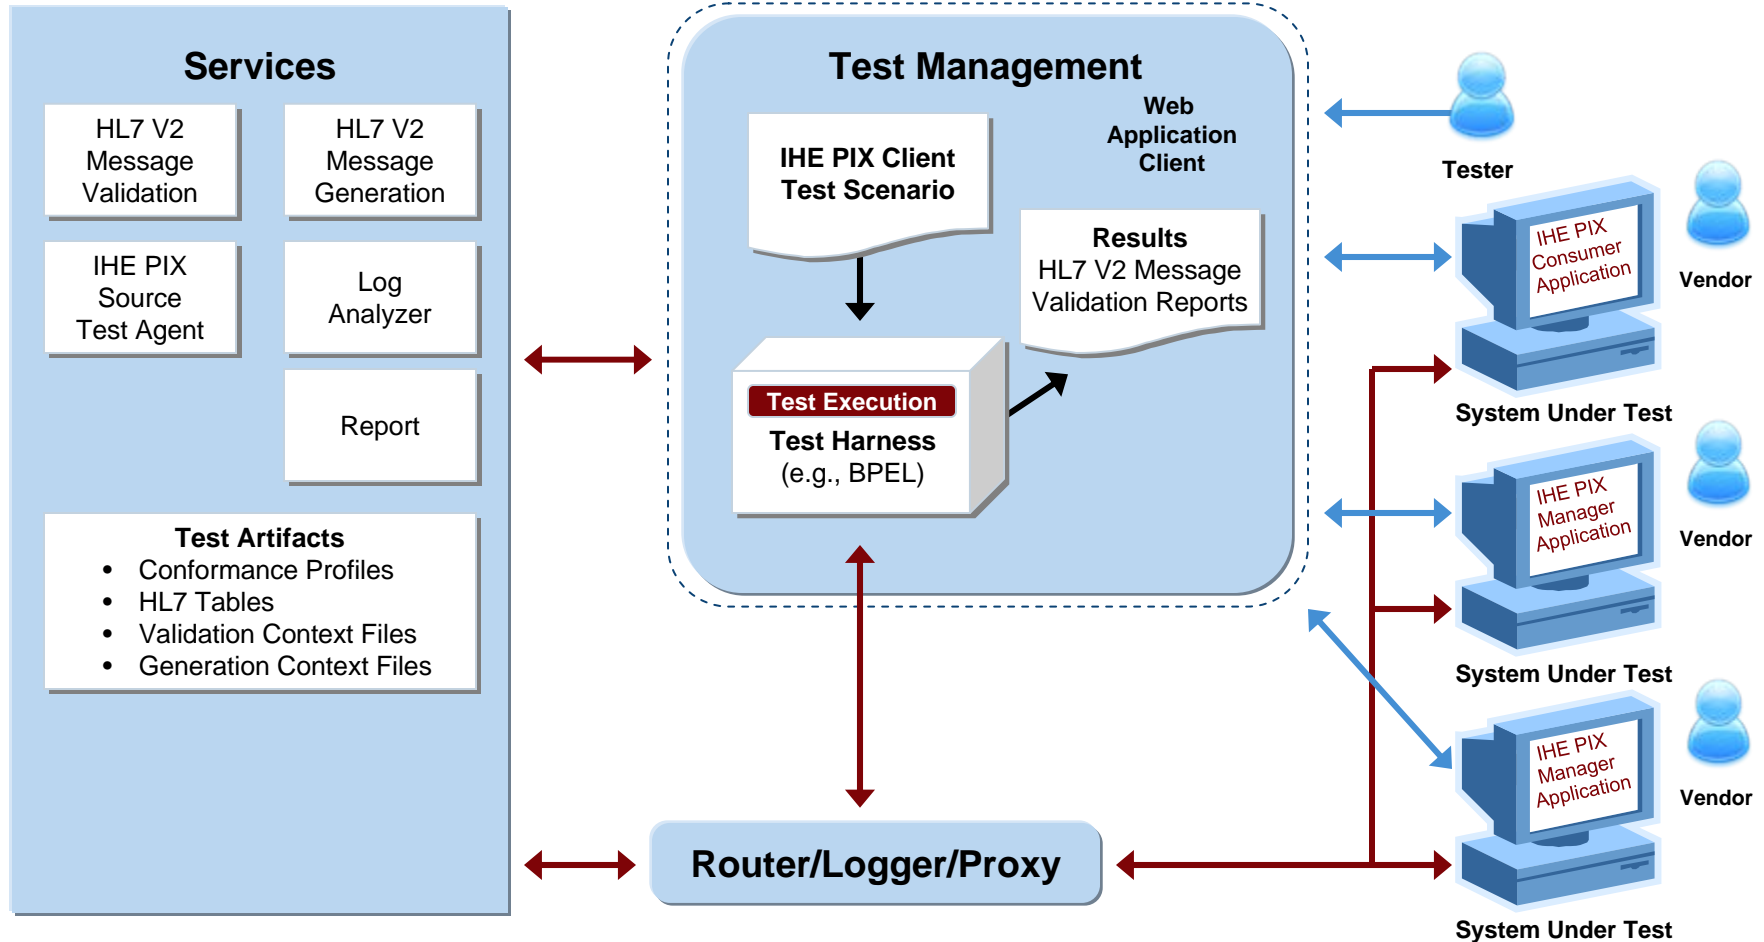 Services
HL7 V2
Message
Validation
HL7 V2
Message
Generation
IHE PIX
Source
Test Agent
Log
Analyzer
Report
Test Artifacts
• Conformance Profiles
• HL7 Tables
• Validation Context Files
• Generation Context Files
Test Management
Web
Application
Client
IHE PIX Client
Test Scenario
Results
HL7 V2 Message
Validation Reports
Test Execution
Test Harness
(e.g., BPEL)
Router/Logger/Proxy
Tester
IHE PIX
Consumer
Application
Vendor
System Under Test
IHE PIX
Manager
Application
Vendor
System Under Test
IHE PIX
Manager
Application
Vendor
System Under Test